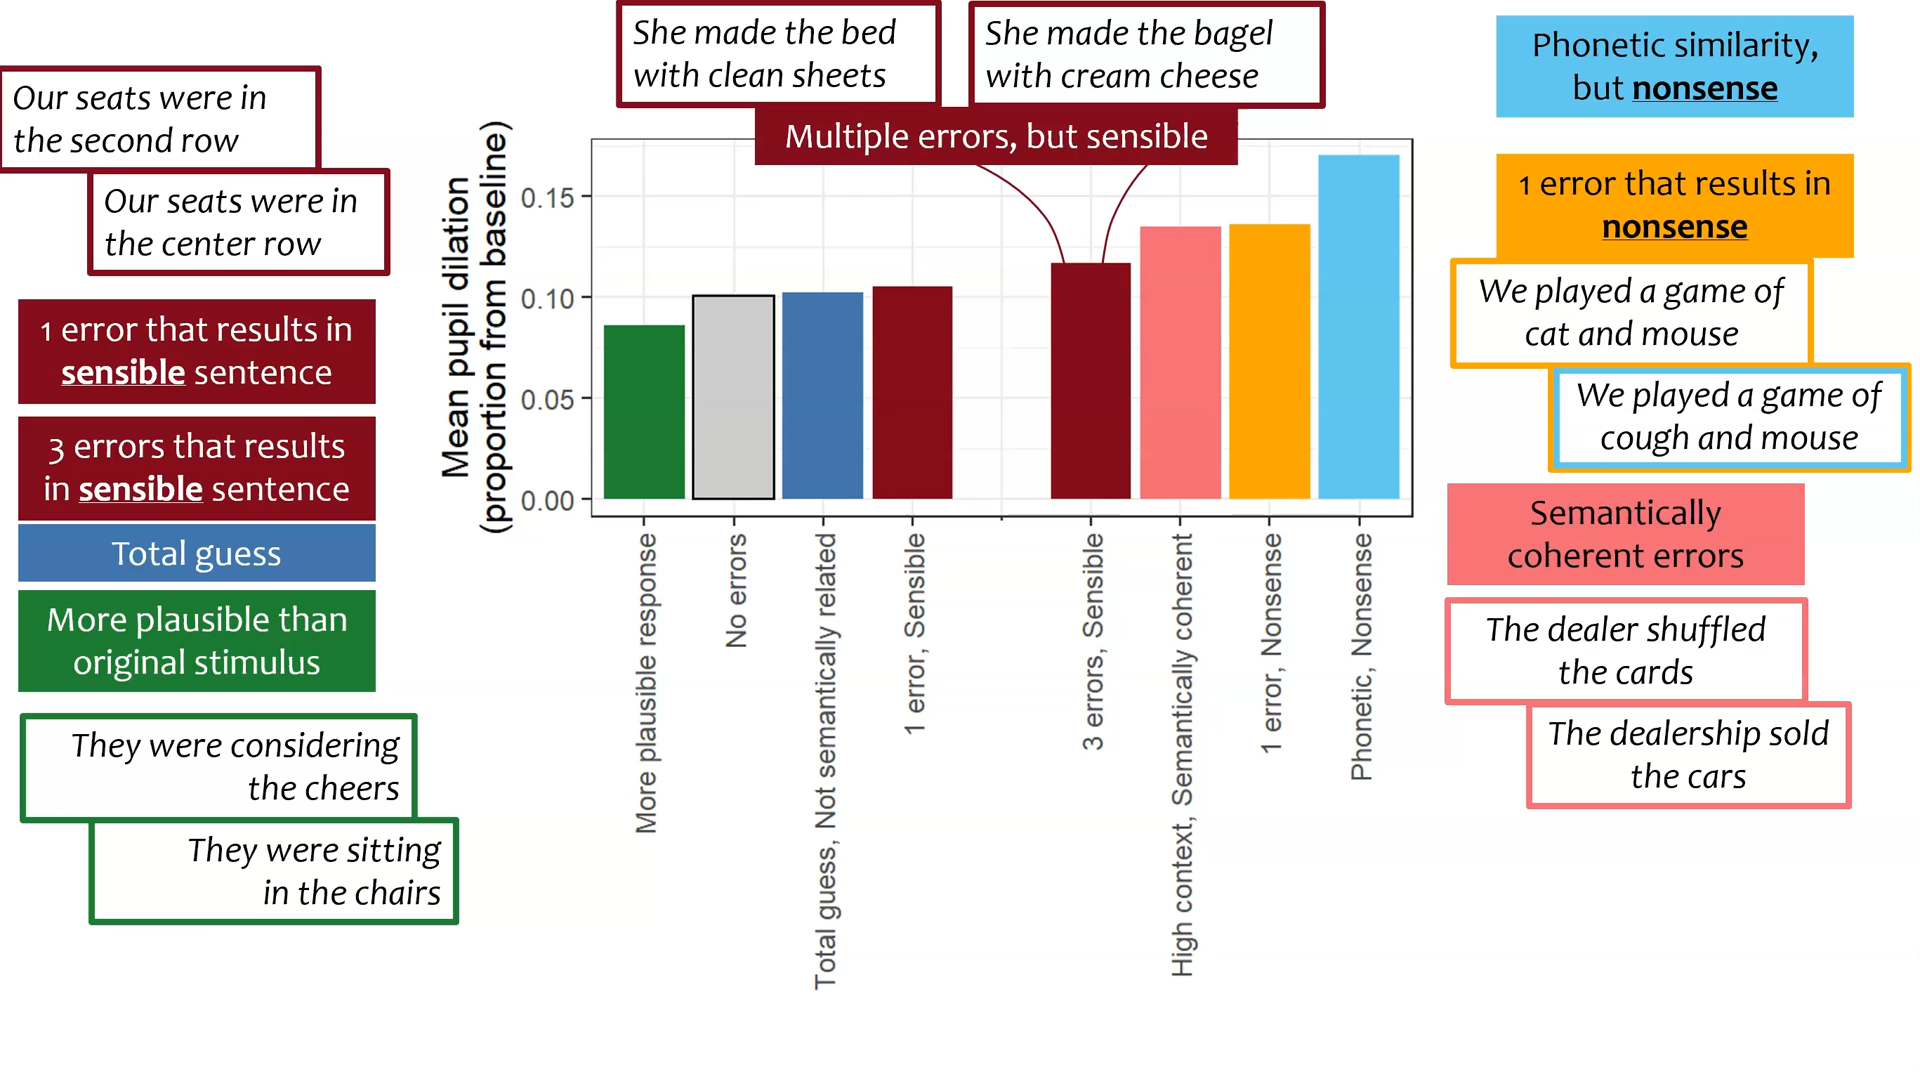 Our seats were in
the second row
Our seats were in
the center row
1 error that results in
sensible sentence
3 errors that results
in sensible sentence
Total guess
More plausible than
original stimulus
They were considering
the cheers
They were sitting
in the chairs
She made the bed
with clean sheets
She made the bagel
with cream cheese
Multiple errors, but sensible
Mean pupil dilation
(proportion from baseline)
0.15
0.10
0.05
0.00
More plausible response
No errors
Total guess, Not semantically related
1 error, Sensible
3 errors, Sensible
High context, Semantically coherent
1 error, Nonsense
Phonetic, Nonsense
Phonetic similarity,
but nonsense
1 error that results in
nonsense
We played a game of
cat and mouse
We played a game of
cough and mouse
Semantically
coherent errors
The dealer shuffled
the cards
The dealership sold
the cars